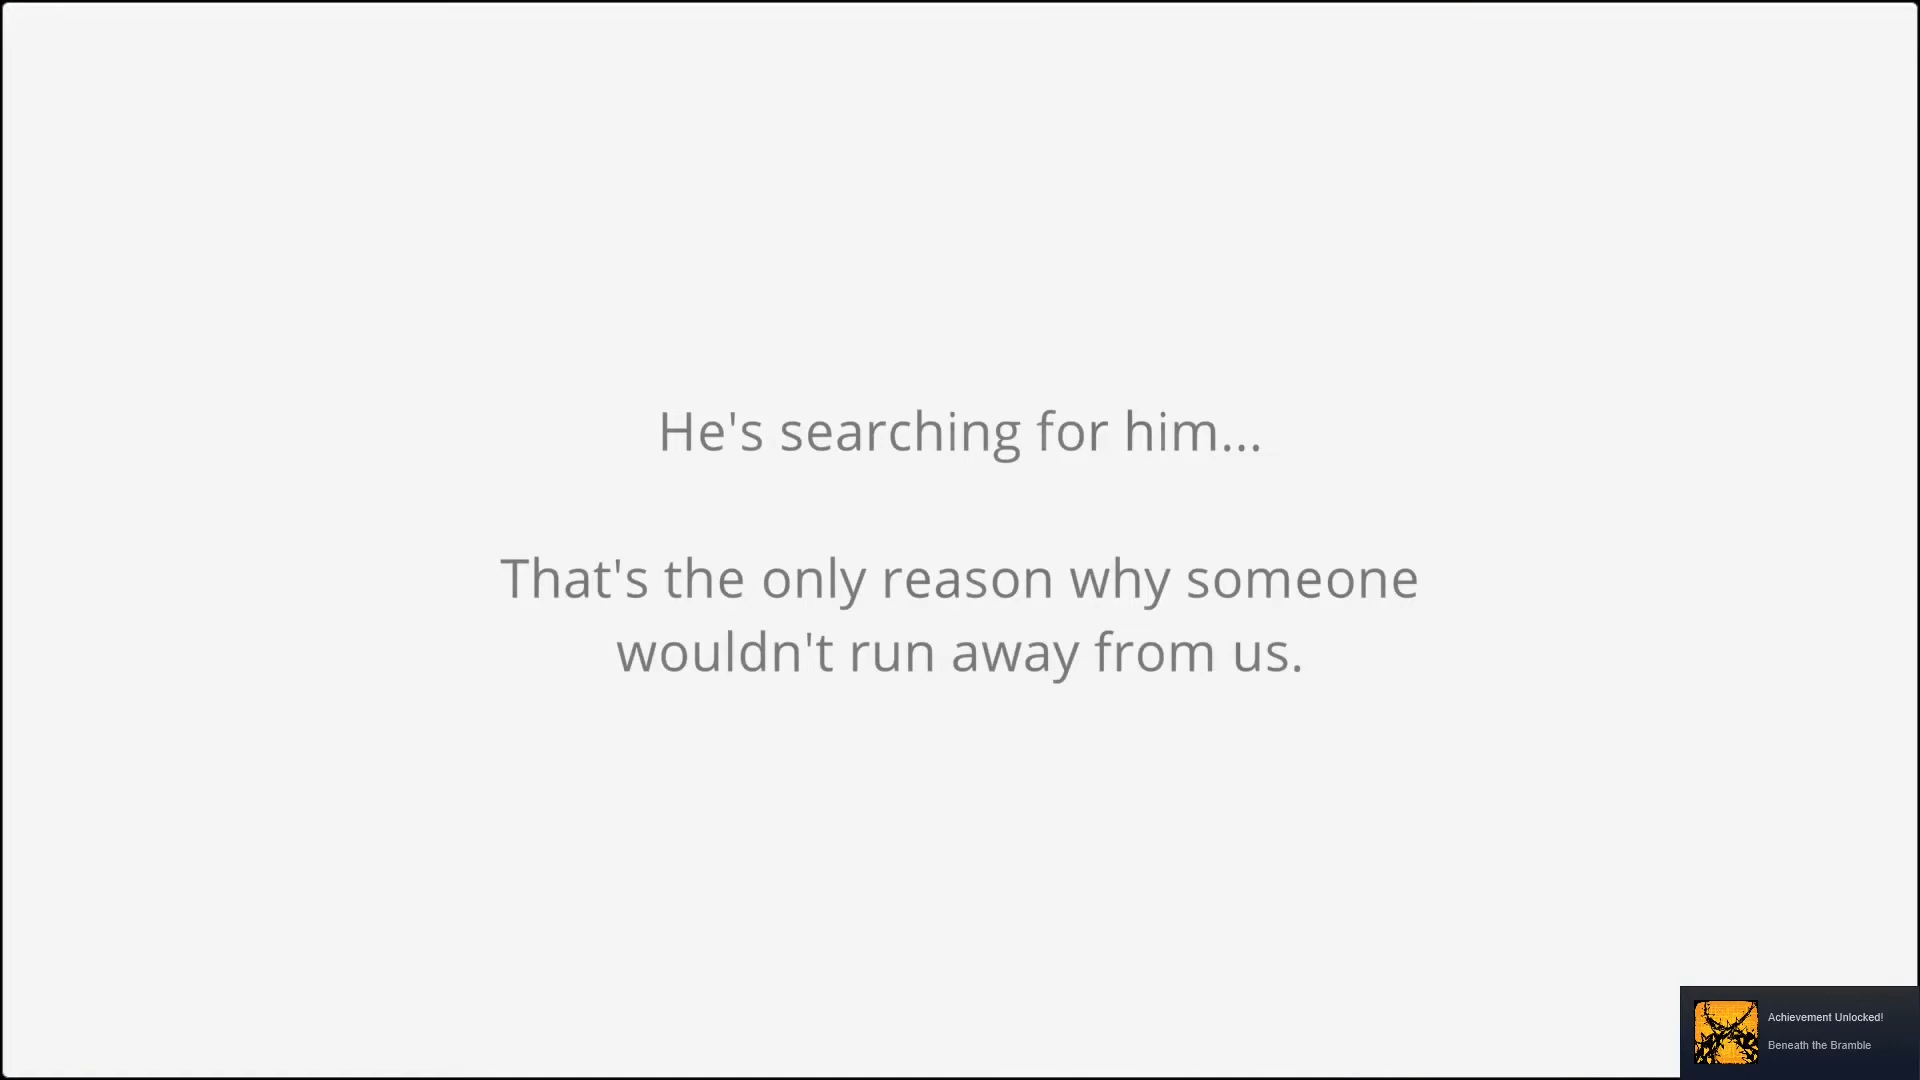 He's searching for him...
That's the only reason why someone
wouldn't run away from us.
Achievement Unlocked!
Beneath the Bramble